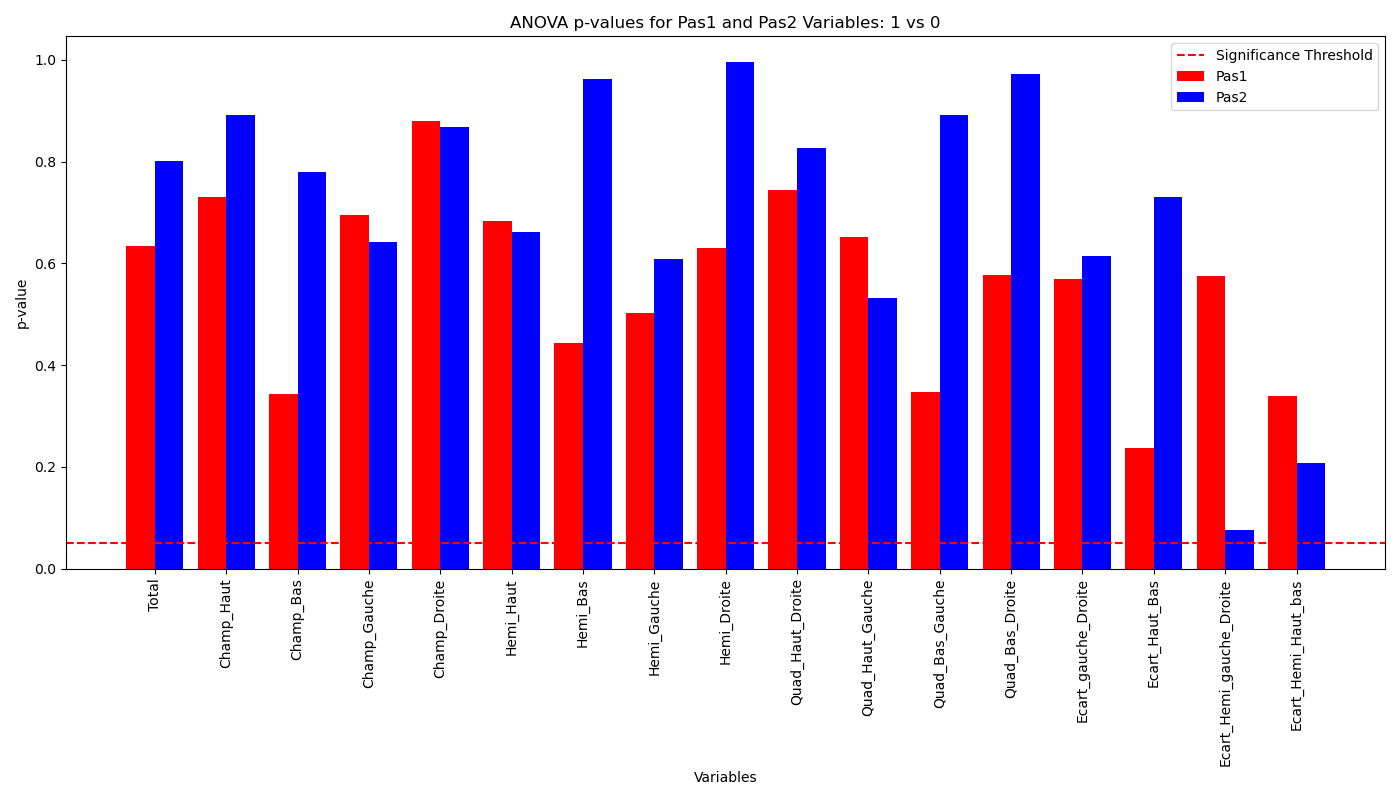 ANOVA p-values for Pas1 and Pas2 Variables: 1 vs 0
Significance Threshold
Pas1
Pas2
p-value
1.0
0.8
0.6
0.4
0.2
0.0
Total
Champ_Haut
Champ_Bas
Champ_Gauche
Champ_Droite
Hemi_Haut
Hemi_Bas
Hemi_Gauche
Hemi_Droite
Quad_Haut_Droite
Quad_Haut_Gauche
Quad_Bas_Gauche
Quad_Bas_Droite
Ecart_gauche_Droite
Ecart_Haut_Bas
Ecart_Hemi_gauche_Droite
Ecart_Hemi_Haut_bas
Variables